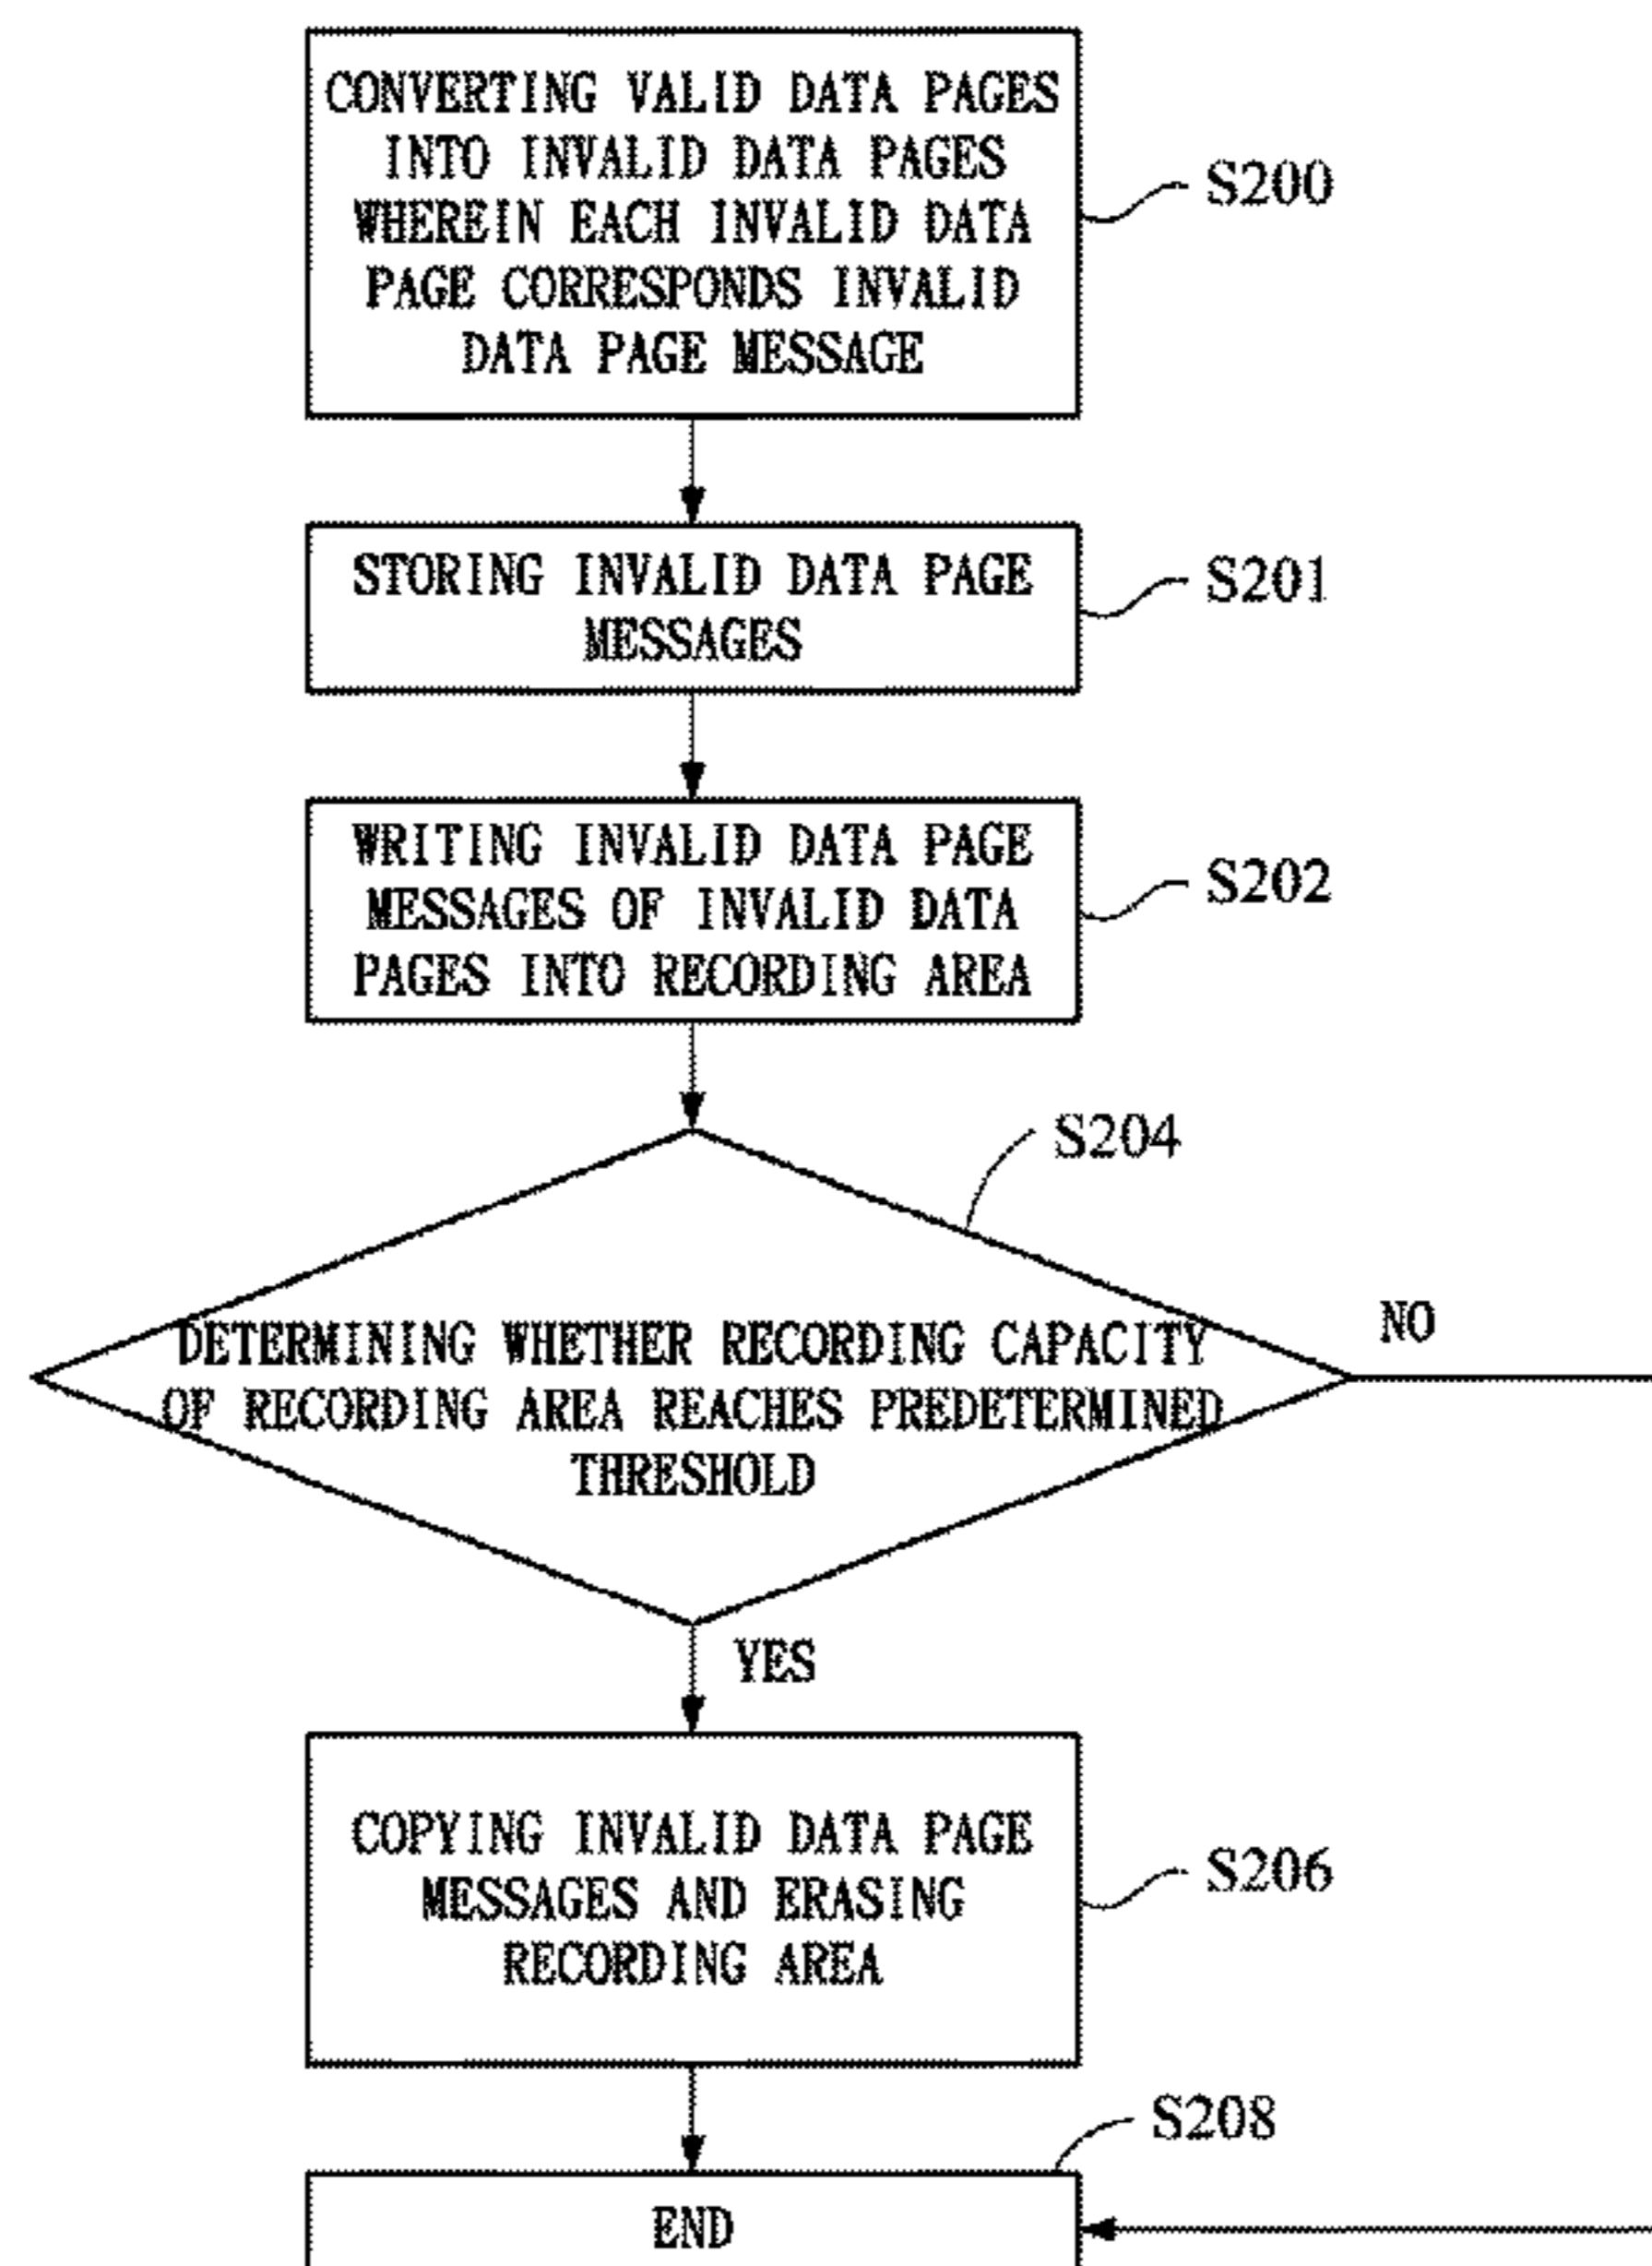 CONVERTING VALID DATA PAGES
INTO INVALID DATA PAGES
WHEREIN EACH INVALID DATA
PAGE CORRESPONDS INVALID
DATA PAGE MESSAGE
S200
STORING INVALID DATA PAGE
MESSAGES
S201
WRITING INVALID DATA PAGE
MESSAGES OF INVALID DATA
PAGES INTO RECORDING AREA
S202
S204
DETERMINING WHETHER RECORDING CAPACITY
OF RECORDING AREA REACHES PREDETERMINED
THRESHOLD
NO
YES
COPYING INVALID DATA PAGE
MESSAGES AND ERASING
RECORDING AREA
S206
S208
END